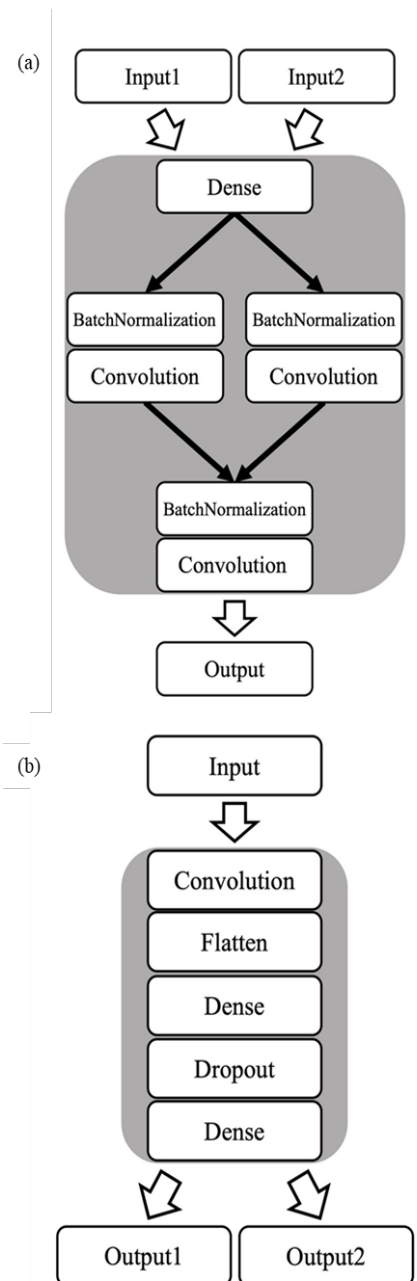 (a)
Input1
Input2
Dense
BatchNormalization
BatchNormalization
Convolution
Convolution
BatchNormalization
Convolution
Output
(b)
Input
Convolution
Flatten
Dense
Dropout
Dense
Output1
Output2